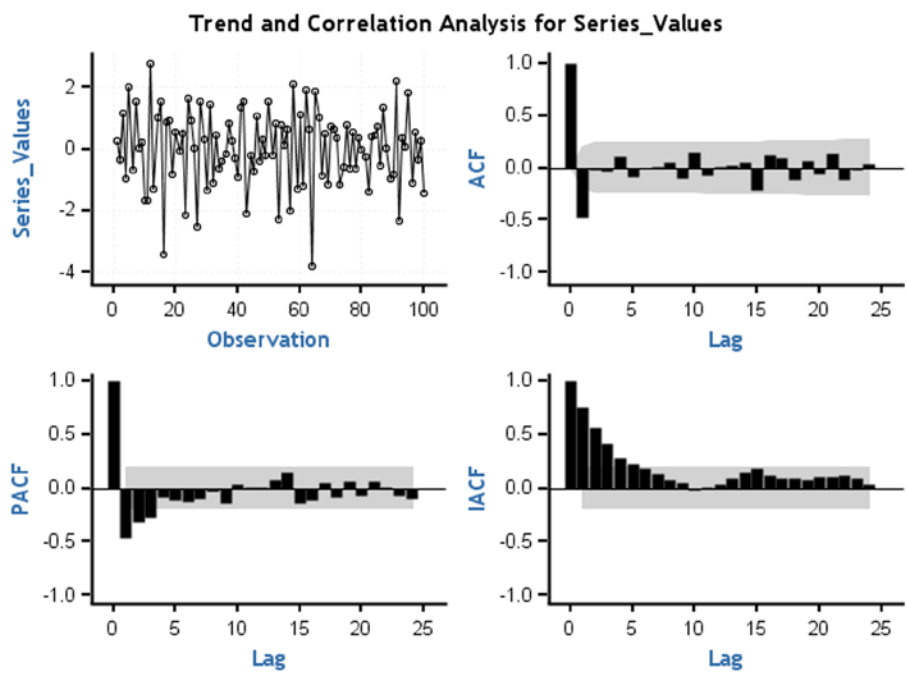 Trend and Correlation Analysis for Series_Values
Series_Values
2
0
-2
-4
0 20 40 60 80 100
Observation
ACF
1.0
0.5
0.0
-0.5
-1.0
0 5 10 15 20 25
Lag
PACF
1.0
0.5
0.0
-0.5
-1.0
0 5 10 15 20 25
Lag
IACF
1.0
0.5
0.0
-0.5
-1.0
0 5 10 15 20 25
Lag